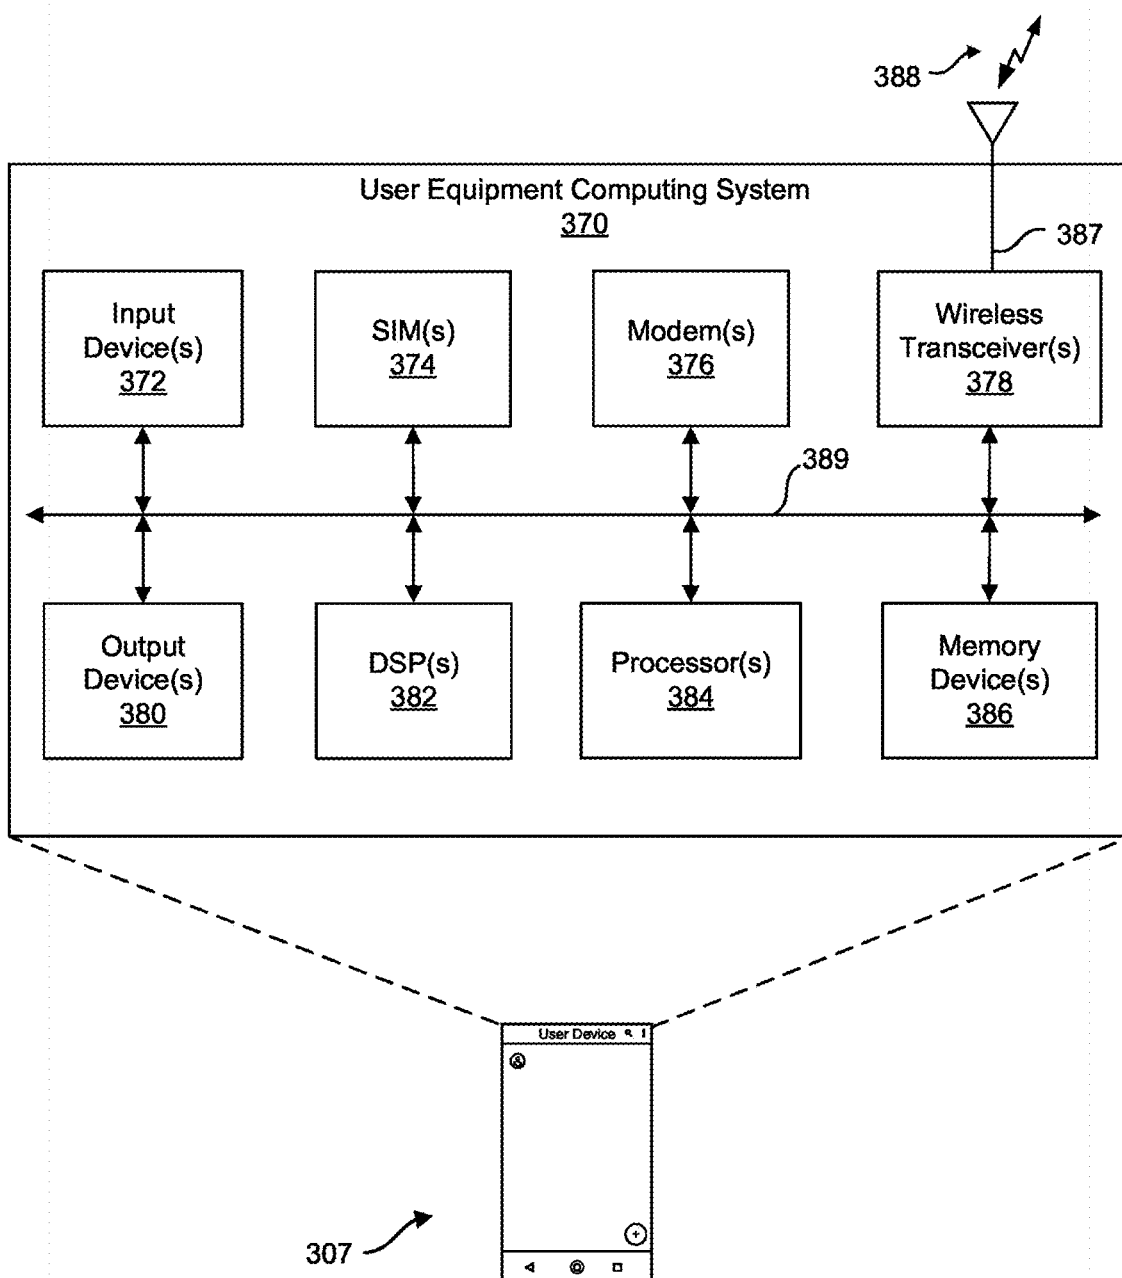 388
User Equipment Computing System
370
387
Input
Device(s)
372
SIM(s)
374
Modem(s)
376
Wireless
Transceiver(s)
378
389
Output
Device(s)
380
DSP(s)
382
Processor(s)
384
Memory
Device(s)
386
User Device
307